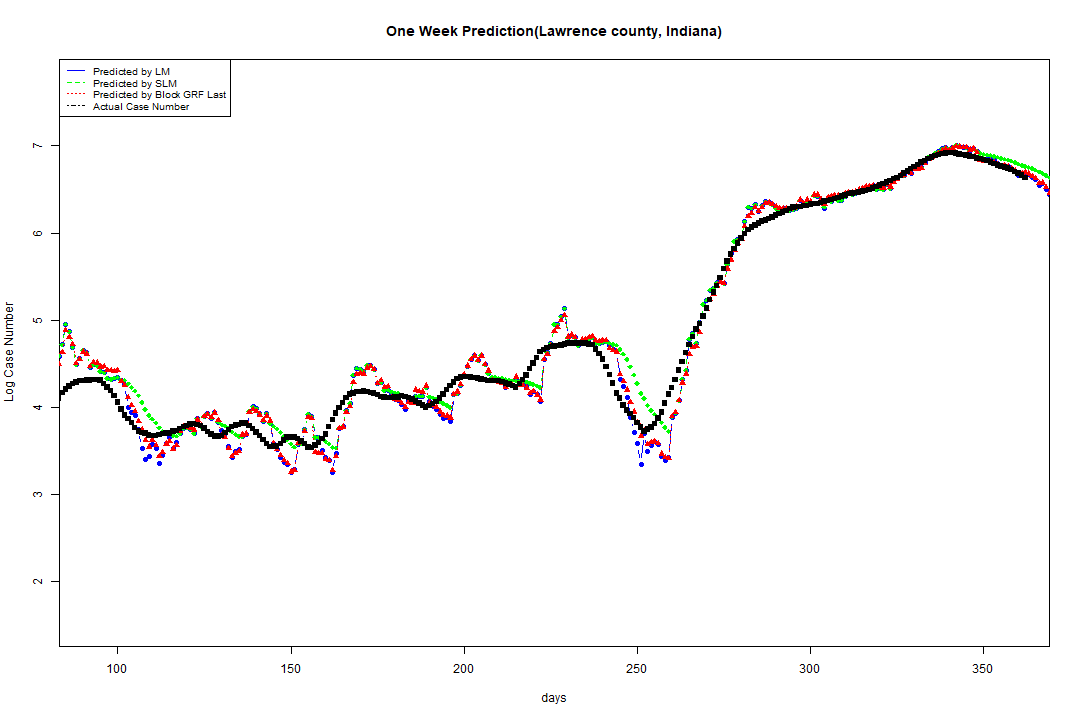 One Week Prediction(Lawrence county, Indiana)
Predicted by LM
Predicted by SLM
Predicted by Block GRF Last
Actual Case Number
7
6
5
4
3
2
Log Case Number
100 150 200 250 300 350
days